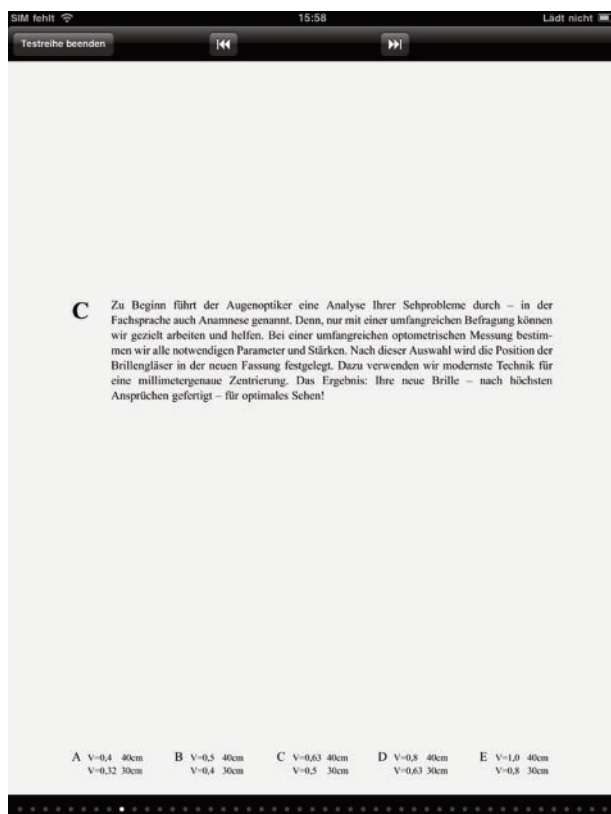 SIM fehlt 15:58 Lädt nicht
Testreihe beenden
C Zu Beginn führt der Augenoptiker eine Analyse Ihrer Sehprobleme durch – in der
Fachsprache auch Anamnese genannt. Denn, nur mit einer umfangreichen Befragung können
wir gezielt arbeiten und helfen. Bei einer umfangreichen optometrischen Messung bestim-
men wir alle notwendigen Parameter und Stärken. Nach dieser Auswahl wird die Position der
Brillengläser in der neuen Fassung festgelegt. Dazu verwenden wir modernste Technik für
eine millimetergenaue Zentrierung. Das Ergebnis: Ihre neue Brille – nach höchsten
Ansprüchen gefertigt – für optimales Sehen!
A V=0,4 40cm B V=0,5 40cm C V=0,63 40cm D V=0,8 40cm E V=1,0 40cm
V=0,32 30cm V=0,4 30cm V=0,5 30cm V=0,63 30cm V=0,8 30cm